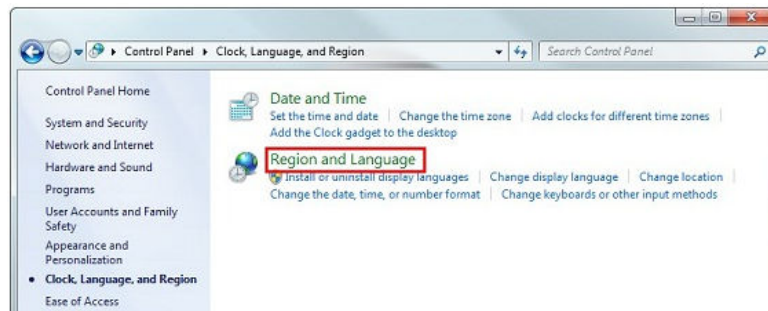 Control Panel ▸ Clock, Language, and Region
Search Control Panel
Control Panel Home
System and Security
Network and Internet
Hardware and Sound
Programs
User Accounts and Family
Safety
Appearance and
Personalization
Clock, Language, and Region
Ease of Access
Date and Time
Set the time and date | Change the time zone | Add clocks for different time zones
Add the Clock gadget to the desktop
Region and Language
Install or uninstall display languages | Change display language | Change location
Change the date, time, or number format | Change keyboards or other input methods